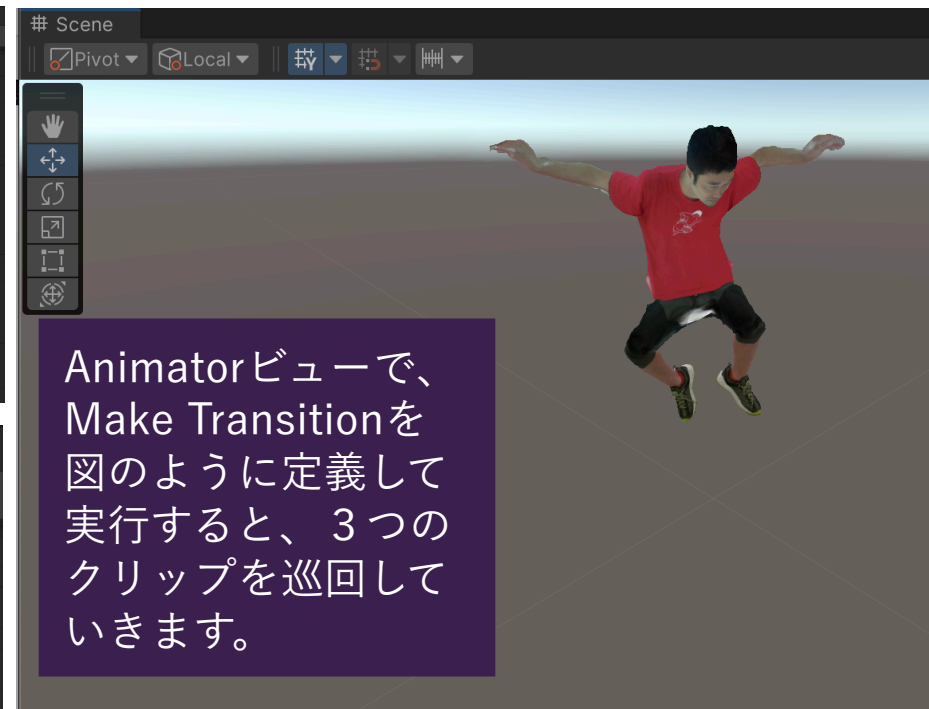 Scene
Pivot
Local
Animatorビューで、
Make Transitionを
図のように定義して
実行すると、３つの
クリップを巡回して
いきます。